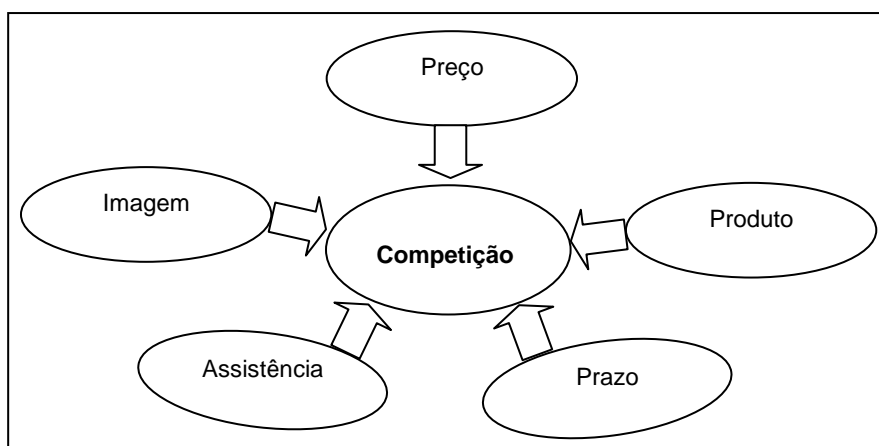 Preço
Imagem
Produto
Competição
Assistência
Prazo